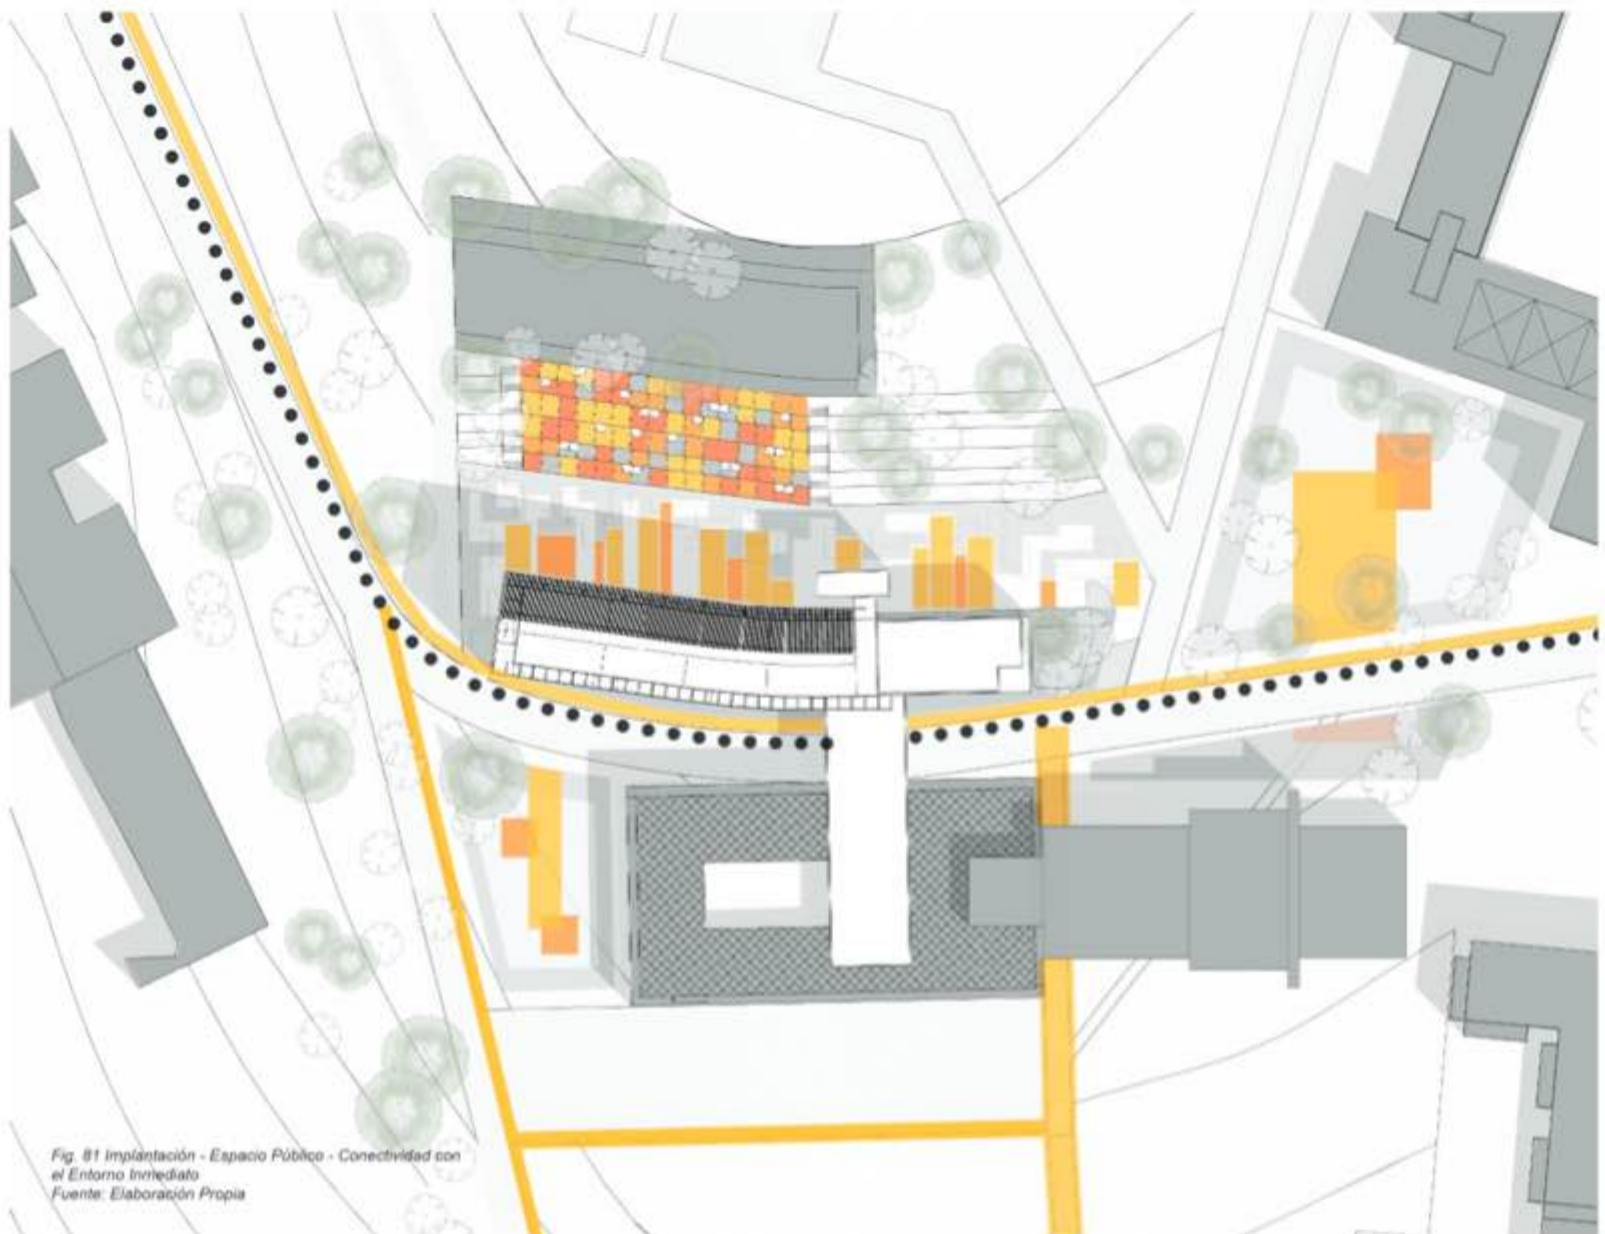 Fig. 81 Implantación - Espacio Público - Conectividad con
el Entorno Inmediato
Fuente: Elaboración Propia